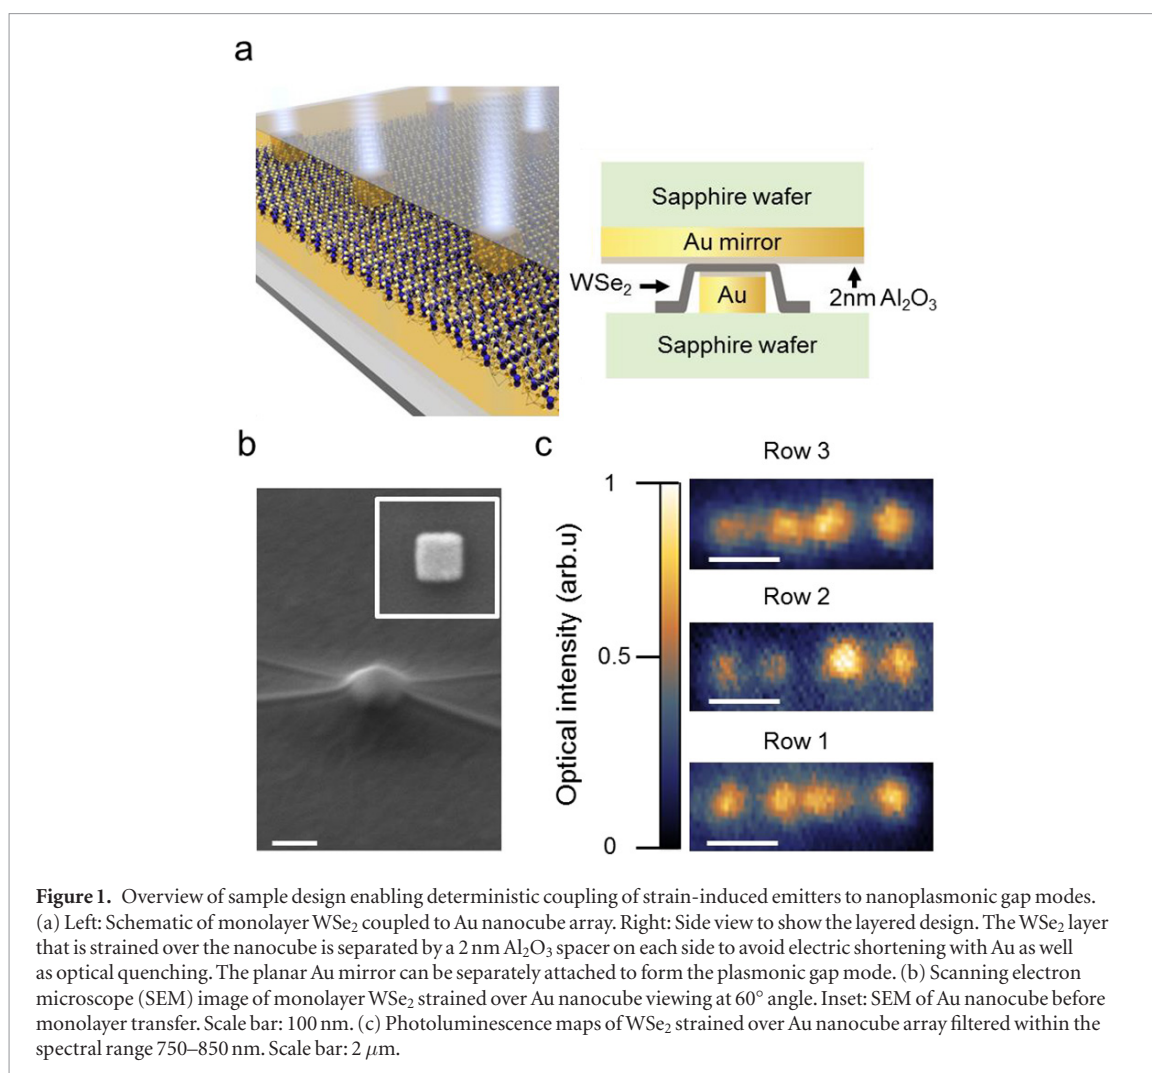 a
Sapphire wafer
Au mirror
WSe₂
Au
2nm Al₂O₃
Sapphire wafer
b
c
Row 3
1
Optical intensity (arb.u)
0.5
0
Row 2
Row 1
Figure 1. Overview of sample design enabling deterministic coupling of strain-induced emitters to nanoplasmonic gap modes.
(a) Left: Schematic of monolayer WSe₂ coupled to Au nanocube array. Right: Side view to show the layered design. The WSe₂ layer
that is strained over the nanocube is separated by a 2 nm Al₂O₃ spacer on each side to avoid electric shortening with Au as well
as optical quenching. The planar Au mirror can be separately attached to form the plasmonic gap mode. (b) Scanning electron
microscope (SEM) image of monolayer WSe₂ strained over Au nanocube viewing at 60° angle. Inset: SEM of Au nanocube before
monolayer transfer. Scale bar: 100 nm. (c) Photoluminescence maps of WSe₂ strained over Au nanocube array filtered within the
spectral range 750–850 nm. Scale bar: 2 μm.